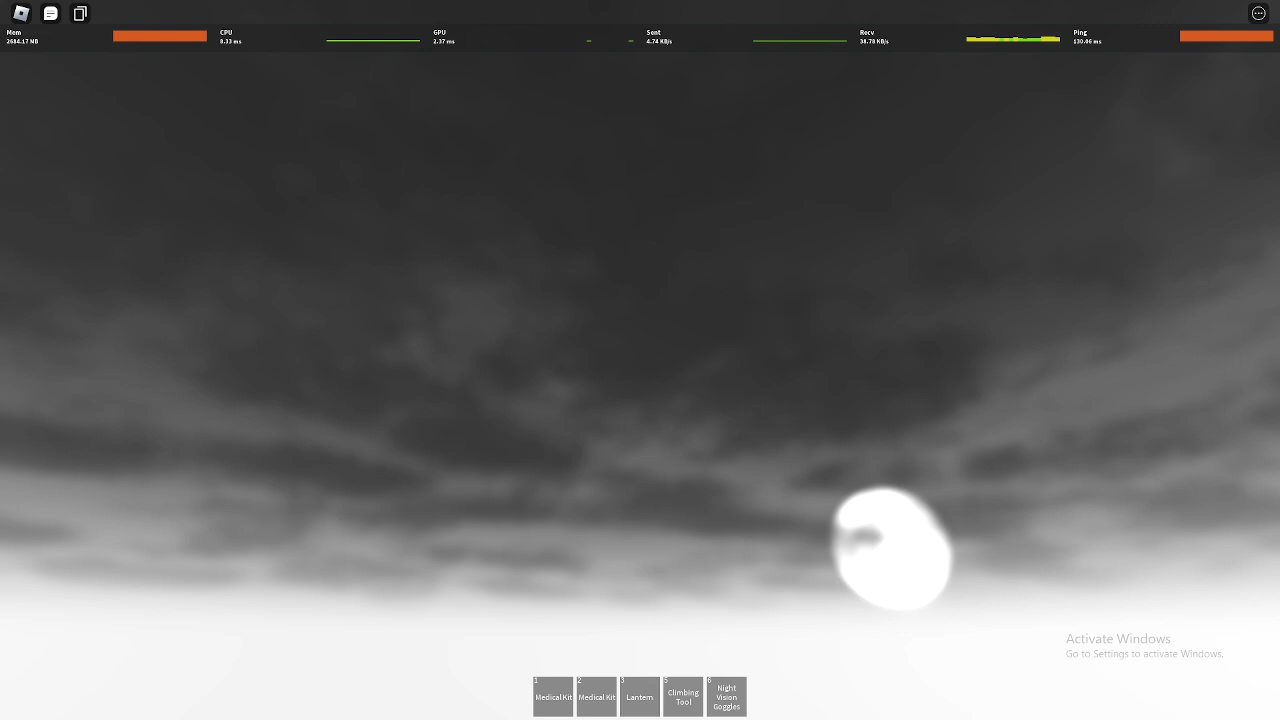 Mem
2684.17 MB
CPU
8.33 ms
GPU
2.37 ms
Sent
4.74 KB/s
Recv
38.78 KB/s
Ping
130.06 ms
Activate Windows
Go to Settings to activate Windows.
1
Medical Kit
2
Medical Kit
3
Lantern
5
Climbing
Tool
6
Night
Vision
Goggles